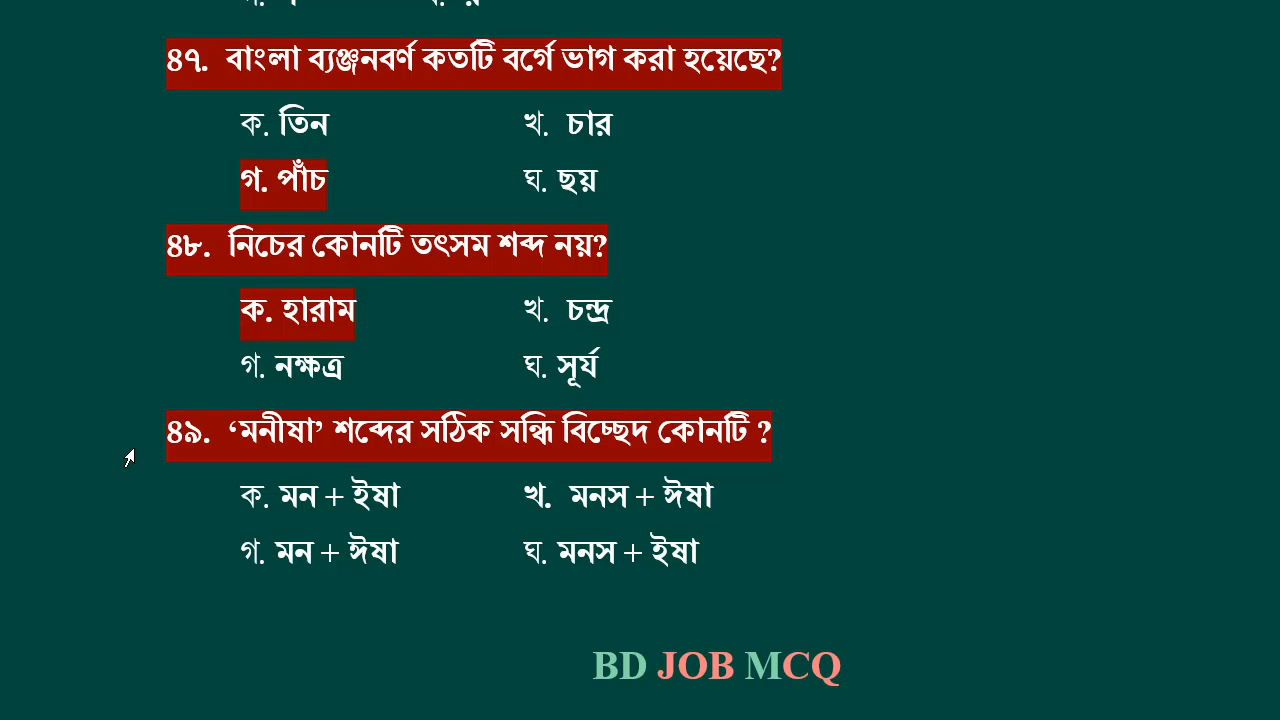 ৪৭. বাংলা ব্যঞ্জনবর্ণ কতটি বর্গে ভাগ করা হয়েছে?
ক. তিন খ. চার
গ. পাঁচ ঘ. ছয়
৪৮. নিচের কোনটি তৎসম শব্দ নয়?
ক. হারাম খ. চন্দ্র
গ. নক্ষত্র ঘ. সূর্য
৪৯. ‘মনীষা’ শব্দের সঠিক সন্ধি বিচ্ছেদ কোনটি ?
ক. মন + ইষা খ. মনস + ঈষা
গ. মন + ঈষা ঘ. মনস + ইষা
BD JOB MCQ